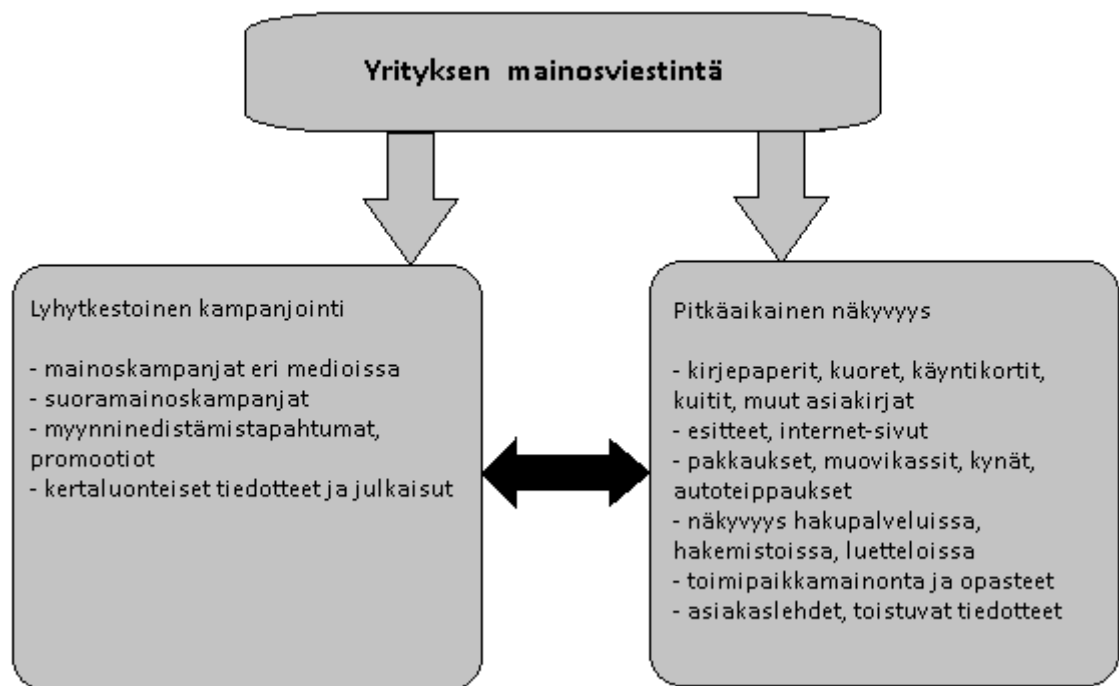 Yrityksen mainosviestintä
Lyhytkestoinen kampanjointi
- mainoskampanjat eri medioissa
- suoramainoskampanjat
- myynninedistämistapahtumat,
promootiot
- kertaluonteiset tiedotteet ja julkaisut
Pitkäaikainen näkyvyys
- kirjepaperit, kuoret, käyntikortit,
kuitit, muut asiakirjat
- esitteet, internet-sivut
- pakkaukset, muovikassit, kynät,
autoteippaukset
- näkyvyys hakupalveluissa,
hakemistoissa, luetteloissa
- toimipaikkamainonta ja opasteet
- asiakaslehdet, toistuvat tiedotteet